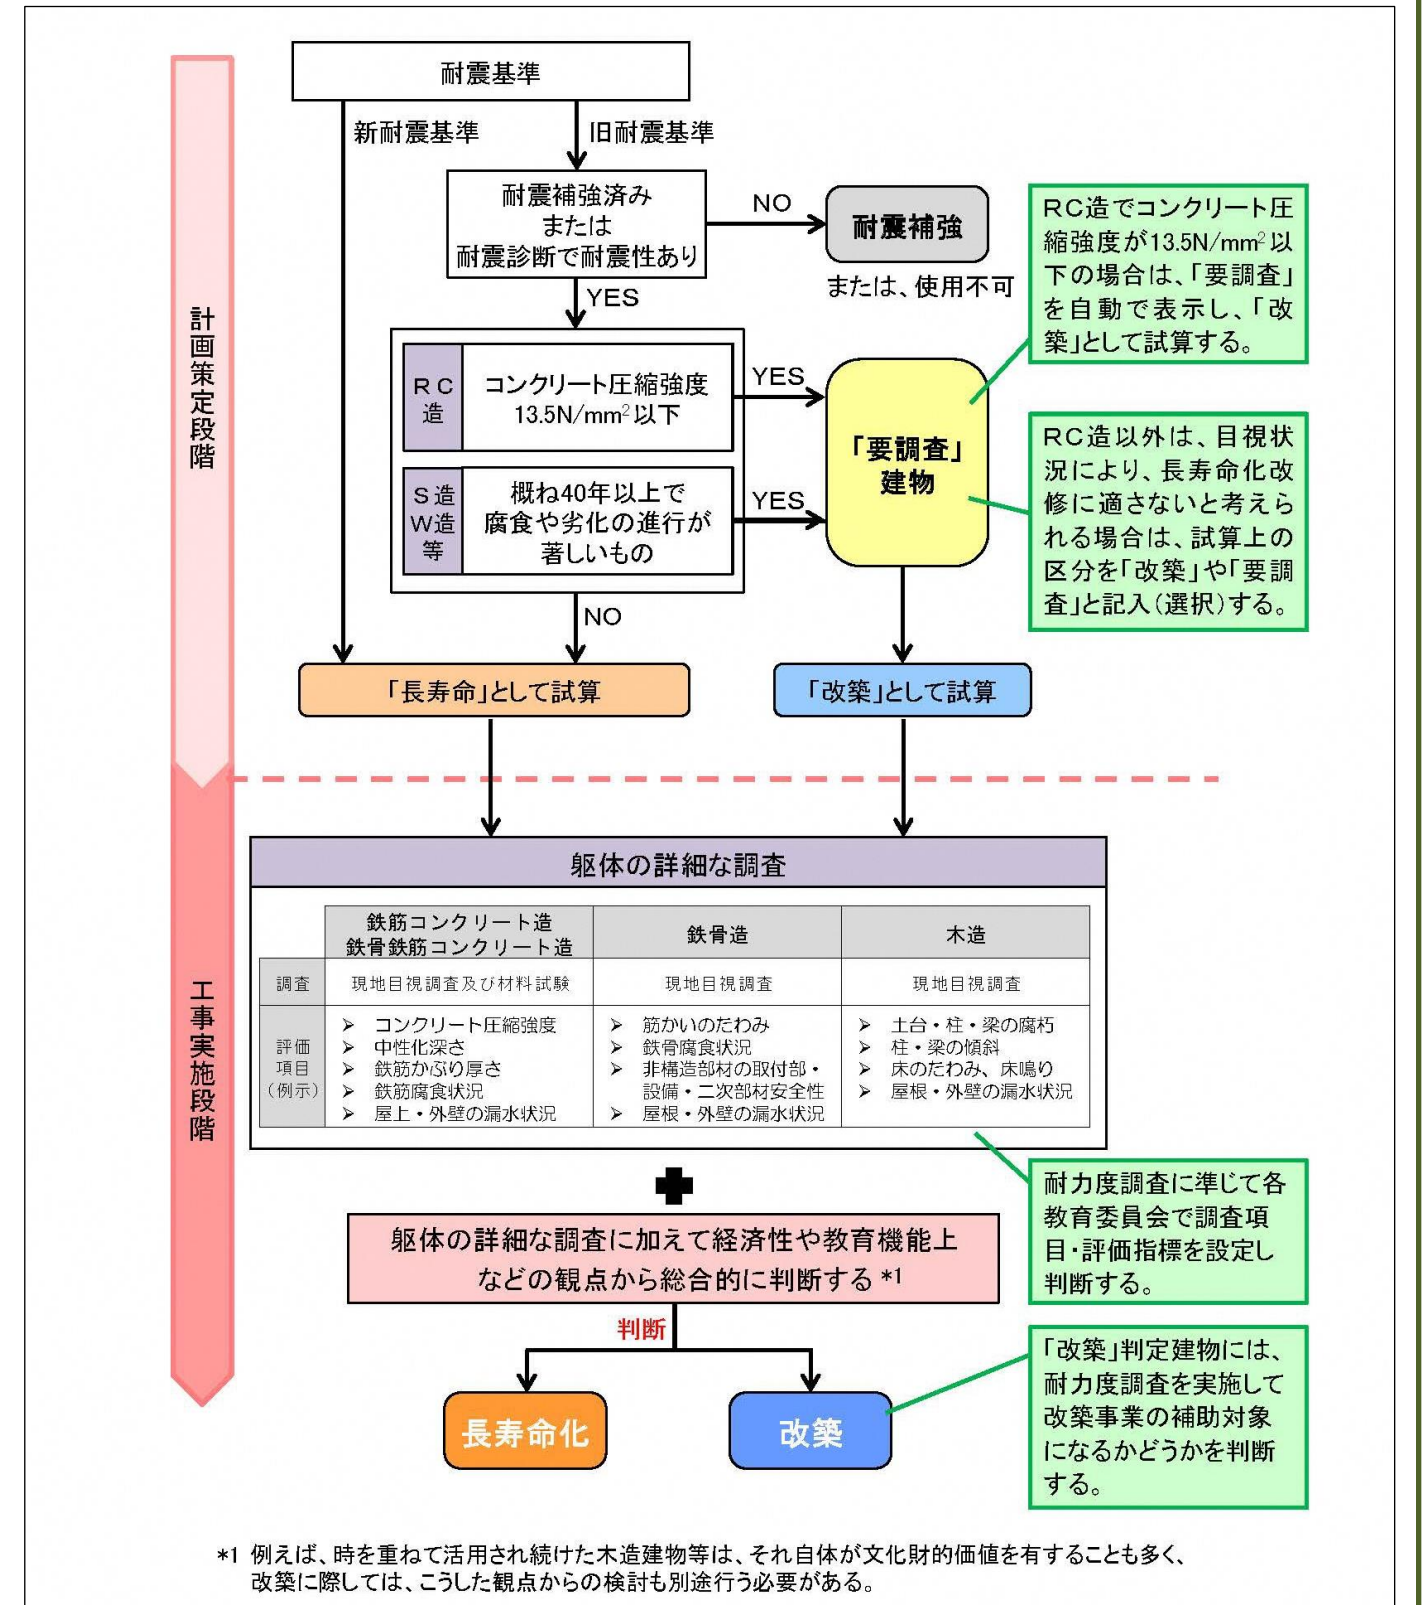 耐震基準
新耐震基準
旧耐震基準
耐震補強済み
または
耐震診断で耐震性あり
NO
耐震補強
または、使用不可
YES
RC造でコンクリート圧
縮強度が13.5N/mm²以
下の場合は、「要調査」
を自動で表示し、「改
築」として試算する。
計画策定段階
RC
造
コンクリート圧縮強度
13.5N/mm²以下
YES
S造
W造
等
概ね40年以上で
腐食や劣化の進行が
著しいもの
YES
「要調査」
建物
RC造以外は、目視状
況により、長寿命化改
修に適さないと考えら
れる場合は、試算上の
区分を「改築」や「要調
査」と記入(選択)する。
NO
「長寿命」として試算
「改築」として試算
工事実施段階
躯体の詳細な調査
鉄筋コンクリート造
鉄骨鉄筋コンクリート造
鉄骨造
木造
調査
現地目視調査及び材料試験
現地目視調査
現地目視調査
評価
項目
(例示)
➢ コンクリート圧縮強度
➢ 中性化深さ
➢ 鉄筋かぶり厚さ
➢ 鉄筋腐食状況
➢ 屋上・外壁の漏水状況
➢ 筋かいのたわみ
➢ 鉄骨腐食状況
➢ 非構造部材の取付部・
設備・二次部材安全性
➢ 屋根・外壁の漏水状況
➢ 土台・柱・梁の腐朽
➢ 柱・梁の傾斜
➢ 床のたわみ、床鳴り
➢ 屋根・外壁の漏水状況
耐力度調査に準じて各
教育委員会で調査項
目・評価指標を設定し
判断する。
躯体の詳細な調査に加えて経済性や教育機能上
などの観点から総合的に判断する *1
判断
長寿命化
改築
「改築」判定建物には、
耐力度調査を実施して
改築事業の補助対象
になるかどうかを判断
する。
*1 例えば、時を重ねて活用され続けた木造建物等は、それ自体が文化財的価値を有することも多く、
改築に際しては、こうした観点からの検討も別途行う必要がある。